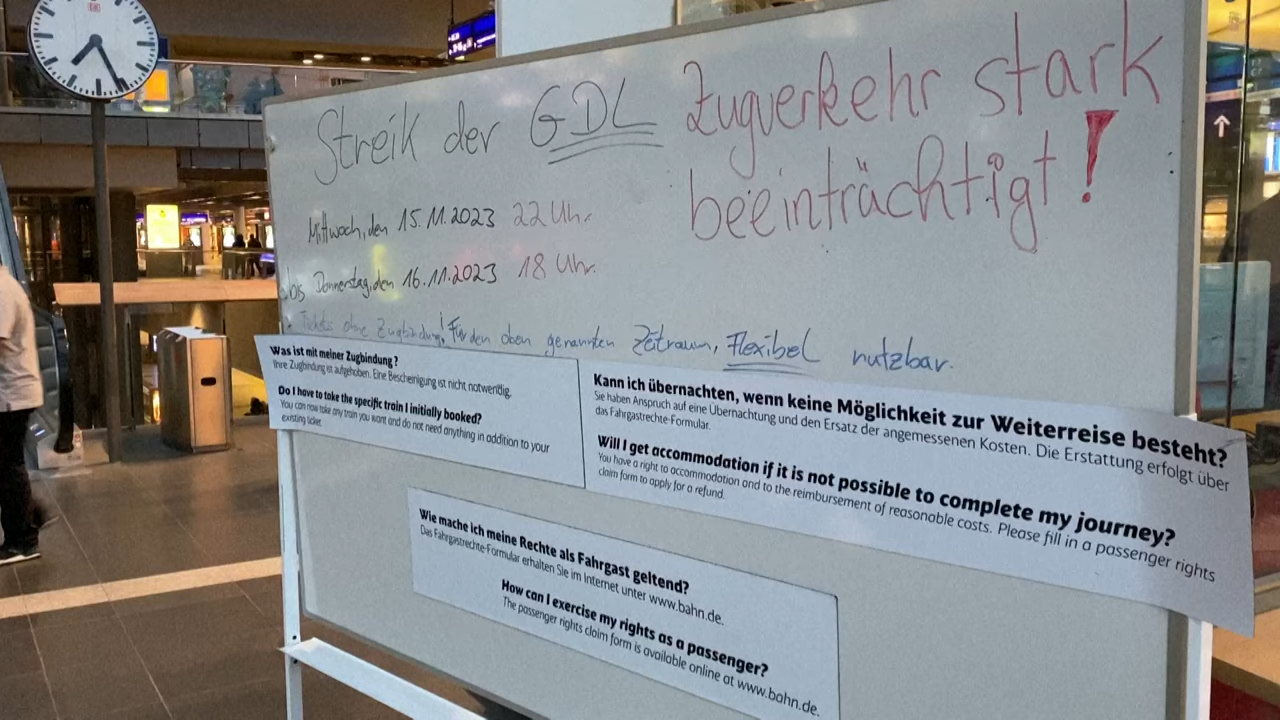 Streik der GDL
Zugverkehr stark
beeinträchtigt!
Mittwoch, den 15.11.2023 22 Uhr
bis Donnerstag, den 16.11.2023 18 Uhr.
Tickets ohne Zugbindung! Für den oben genannten Zeitraum, Flexibel nutzbar.
Was ist mit meiner Zugbindung?
Ihre Zugbindung ist aufgehoben. Eine Bescheinigung ist nicht notwendig.
Do I have to take the specific train I initially booked?
You can now take any train you want and do not need anything in addition to your
existing ticket.
Kann ich übernachten, wenn keine Möglichkeit zur Weiterreise besteht?
Sie haben Anspruch auf eine Übernachtung und den Ersatz der angemessenen Kosten. Die Erstattung erfolgt über
das Fahrgastrechte-Formular.
Will I get accommodation if it is not possible to complete my journey?
You have a right to accommodation and to the reimbursement of reasonable costs. Please fill in a passenger rights
claim form to apply for a refund.
Wie mache ich meine Rechte als Fahrgast geltend?
Das Fahrgastrechte-Formular erhalten Sie im Internet unter www.bahn.de.
How can I exercise my rights as a passenger?
The passenger rights claim form is available online at www.bahn.de.
DB